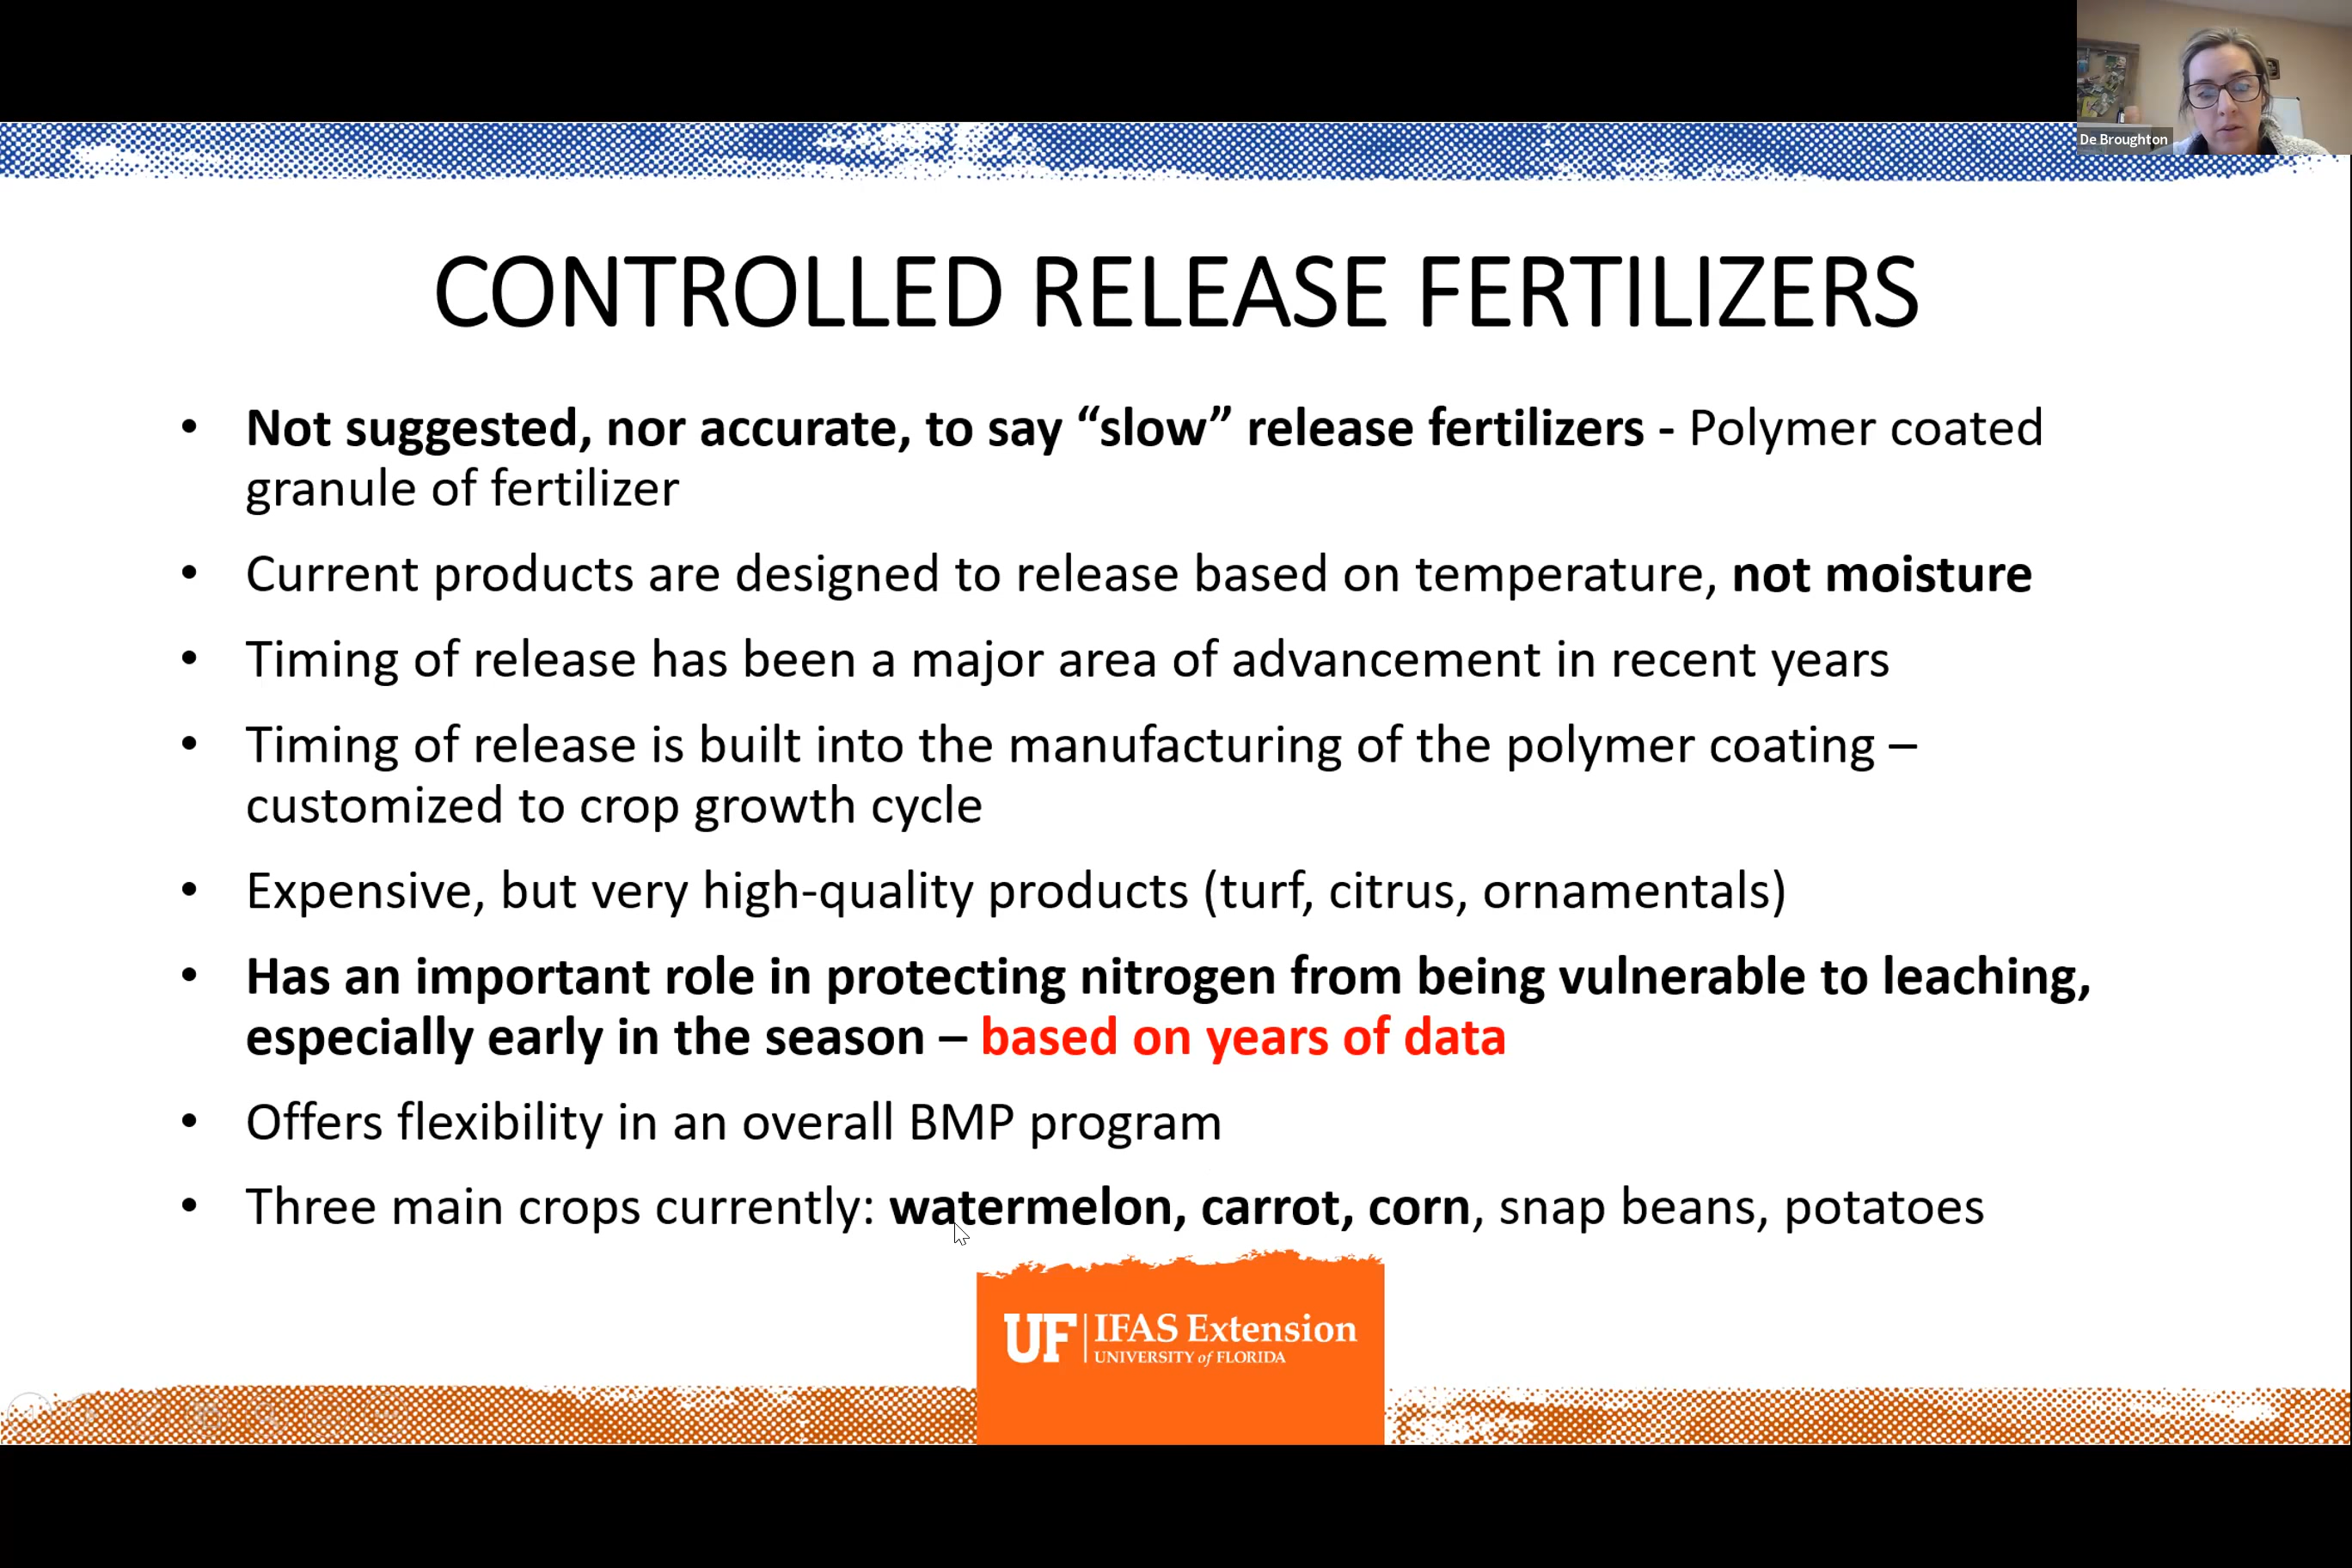 De Broughton
CONTROLLED RELEASE FERTILIZERS
• Not suggested, nor accurate, to say “slow” release fertilizers - Polymer coated
granule of fertilizer
• Current products are designed to release based on temperature, not moisture
• Timing of release has been a major area of advancement in recent years
• Timing of release is built into the manufacturing of the polymer coating –
customized to crop growth cycle
• Expensive, but very high-quality products (turf, citrus, ornamentals)
• Has an important role in protecting nitrogen from being vulnerable to leaching,
especially early in the season – based on years of data
• Offers flexibility in an overall BMP program
• Three main crops currently: watermelon, carrot, corn, snap beans, potatoes
UF | IFAS Extension
UNIVERSITY of FLORIDA